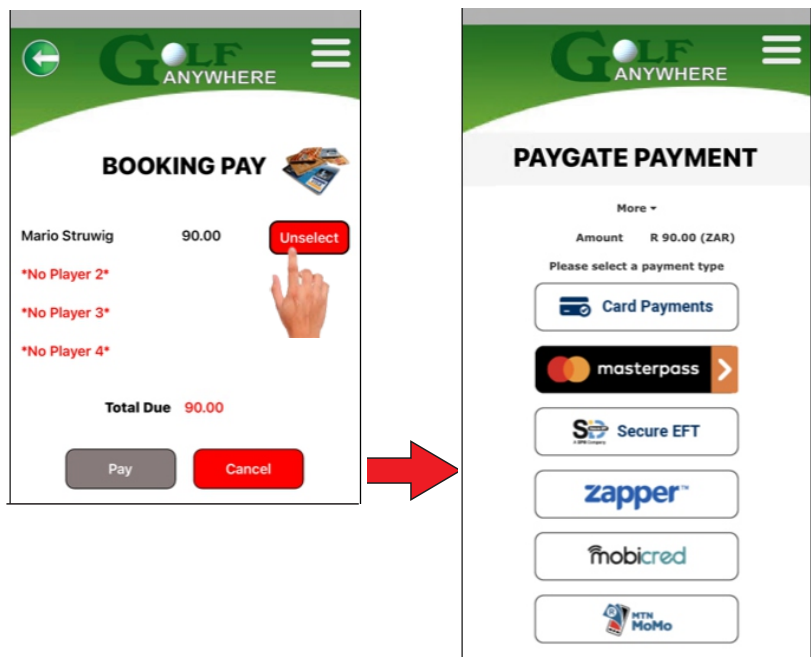 GOLF
ANYWHERE
BOOKING PAY
Mario Struwig 90.00 Unselect
*No Player 2*
*No Player 3*
*No Player 4*
Total Due 90.00
Pay Cancel
GOLF
ANYWHERE
PAYGATE PAYMENT
More
Amount R 90.00 (ZAR)
Please select a payment type
Card Payments
masterpass
Secure EFT
zapper™
mobicred
MTN
MoMo